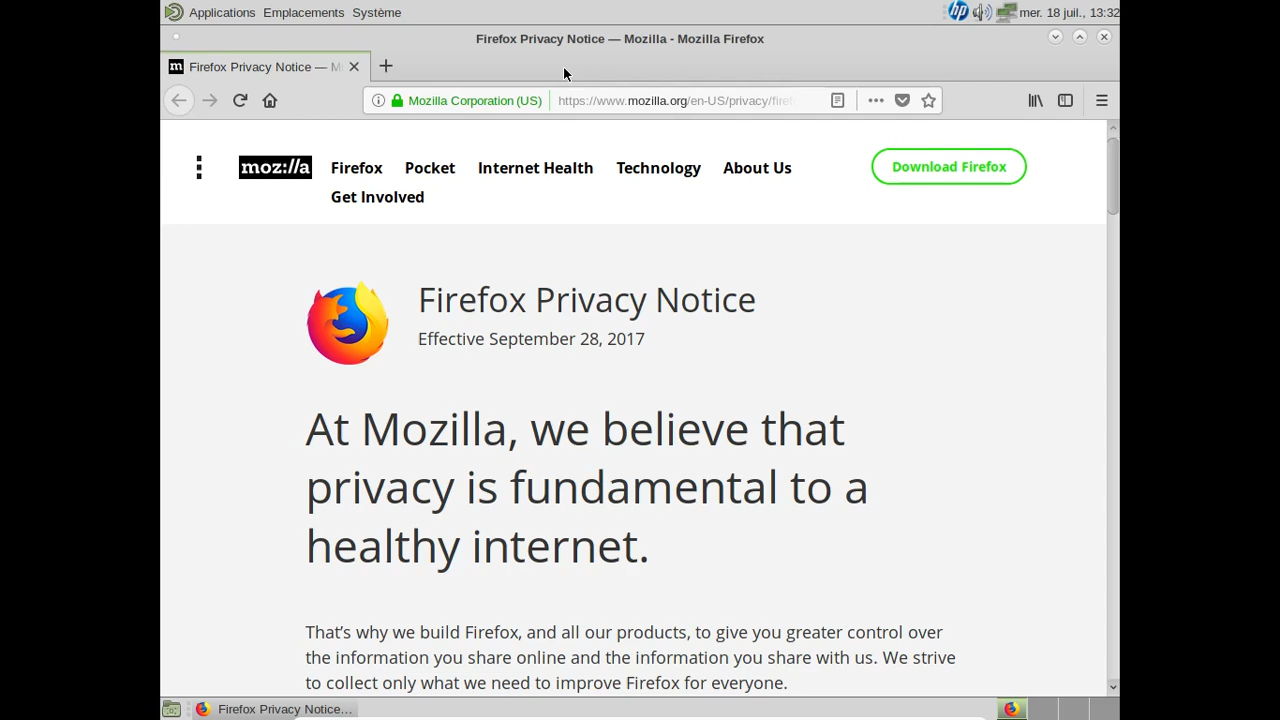 Applications Emplacements Système
mer. 18 juil., 13:32
Firefox Privacy Notice — Mozilla - Mozilla Firefox
Firefox Privacy Notice — M
Mozilla Corporation (US) https://www.mozilla.org/en-US/privacy/firef
moz://a Firefox Pocket Internet Health Technology About Us
Get Involved
Download Firefox
Firefox Privacy Notice
Effective September 28, 2017
At Mozilla, we believe that
privacy is fundamental to a
healthy internet.
That’s why we build Firefox, and all our products, to give you greater control over
the information you share online and the information you share with us. We strive
to collect only what we need to improve Firefox for everyone.
Firefox Privacy Notice...